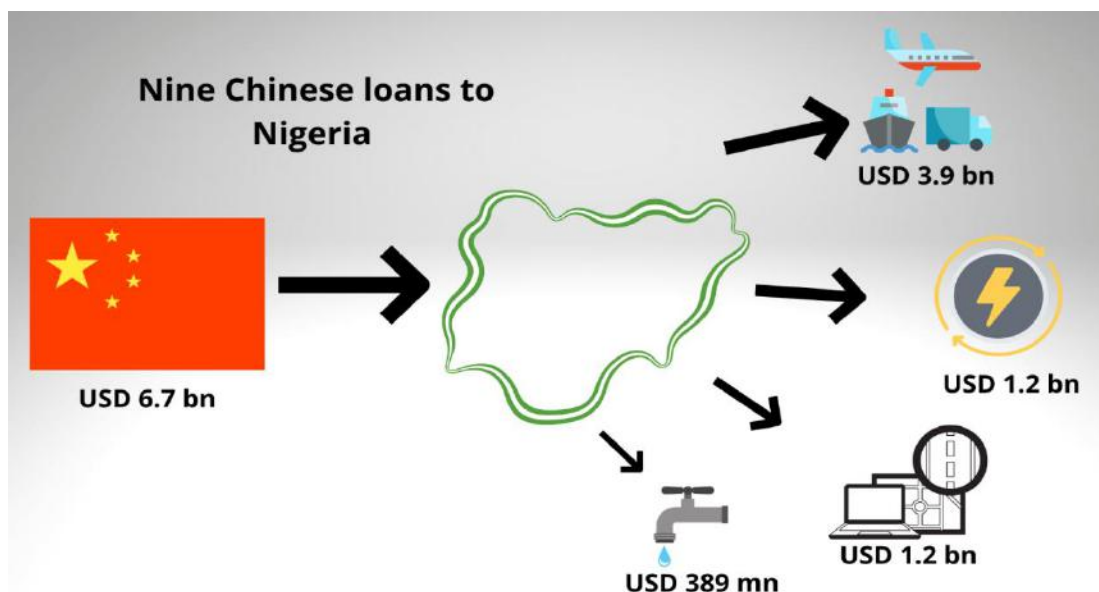 Nine Chinese loans to
Nigeria
USD 3.9 bn
USD 6.7 bn
USD 1.2 bn
USD 1.2 bn
USD 389 mn